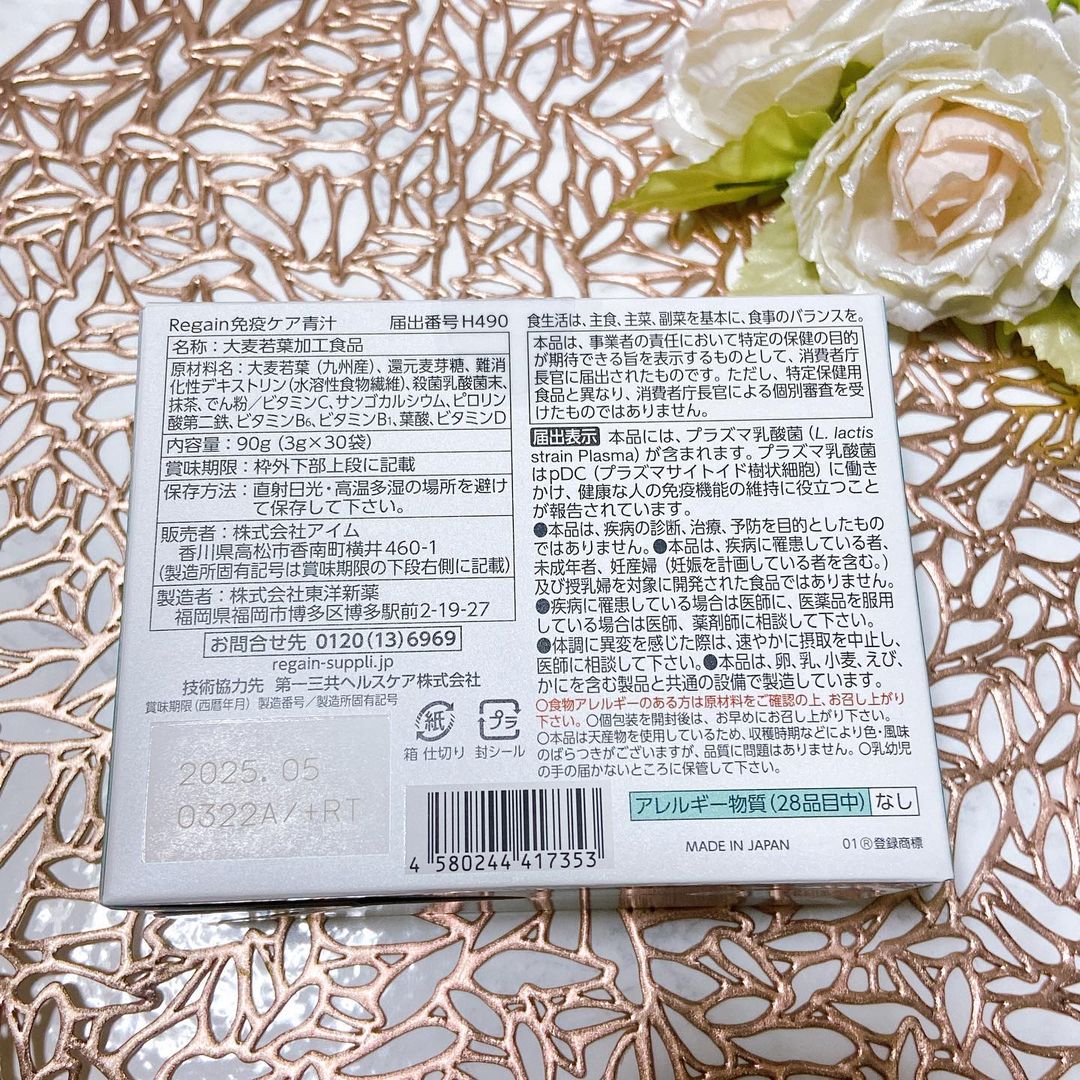 Regain免疫ケア青汁　届出番号H490
名称：大麦若葉加工食品
原材料名：大麦若葉（九州産）、還元麦芽糖、難消
化性デキストリン（水溶性食物繊維）、殺菌乳酸菌末、
抹茶、でん粉／ビタミンC、サンゴカルシウム、ピロリン
酸第二鉄、ビタミンB6、ビタミンB1、葉酸、ビタミンD
内容量：90g（3g×30袋）
賞味期限：枠外下部上段に記載
保存方法：直射日光・高温多湿の場所を避け
て保存して下さい。
販売者：株式会社アイム
香川県高松市香南町横井460-1
（製造所固有記号は賞味期限の下段右側に記載）
製造者：株式会社東洋新薬
福岡県福岡市博多区博多駅前2-19-27
お問合せ先 0120(13)6969
regain-suppli.jp
技術協力先　第一三共ヘルスケア株式会社
賞味期限（西暦年月）製造番号／製造所固有記号
2025. 05
0322A/+RT
紙
箱 仕切り
プラ
封シール
4 580244 417353
食生活は、主食、主菜、副菜を基本に、食事のバランスを。
本品は、事業者の責任において特定の保健の目的
が期待できる旨を表示するものとして、消費者庁
長官に届出されたものです。ただし、特定保健用
食品と異なり、消費者庁長官による個別審査を受
けたものではありません。
届出表示 本品には、プラズマ乳酸菌（L. lactis
strain Plasma）が含まれます。プラズマ乳酸菌
はpDC（プラズマサイトイド樹状細胞）に働き
かけ、健康な人の免疫機能の維持に役立つこと
が報告されています。
●本品は、疾病の診断、治療、予防を目的としたもの
ではありません。●本品は、疾病に罹患している者、
未成年者、妊産婦（妊娠を計画している者を含む。）
及び授乳婦を対象に開発された食品ではありません。
●疾病に罹患している場合は医師に、医薬品を服用
している場合は医師、薬剤師に相談して下さい。
●体調に異変を感じた際は、速やかに摂取を中止し、
医師に相談して下さい。●本品は、卵、乳、小麦、えび、
かにを含む製品と共通の設備で製造しています。
○食物アレルギーのある方は原材料をご確認の上、お召し上がり
下さい。○個包装を開封後は、お早めにお召し上がり下さい。
○本品は天産物を使用しているため、収穫時期などにより色・風味
のばらつきがございますが、品質に問題はありません。○乳幼児
の手の届かないところに保管して下さい。
アレルギー物質（28品目中） なし
MADE IN JAPAN　01®登録商標